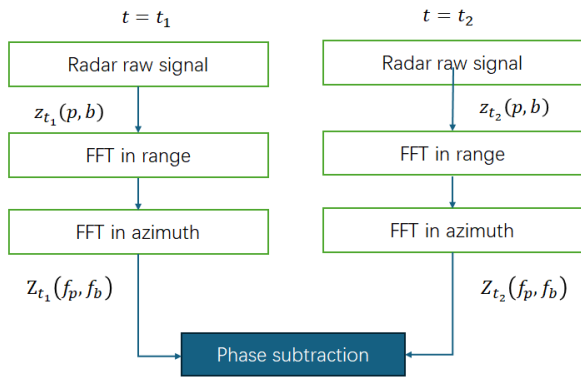 t = t₁
t = t₂
Radar raw signal
Radar raw signal
z_{t₁}(p, b)
z_{t₂}(p, b)
FFT in range
FFT in range
FFT in azimuth
FFT in azimuth
Z_{t₁}(f_p, f_b)
Z_{t₂}(f_p, f_b)
Phase subtraction